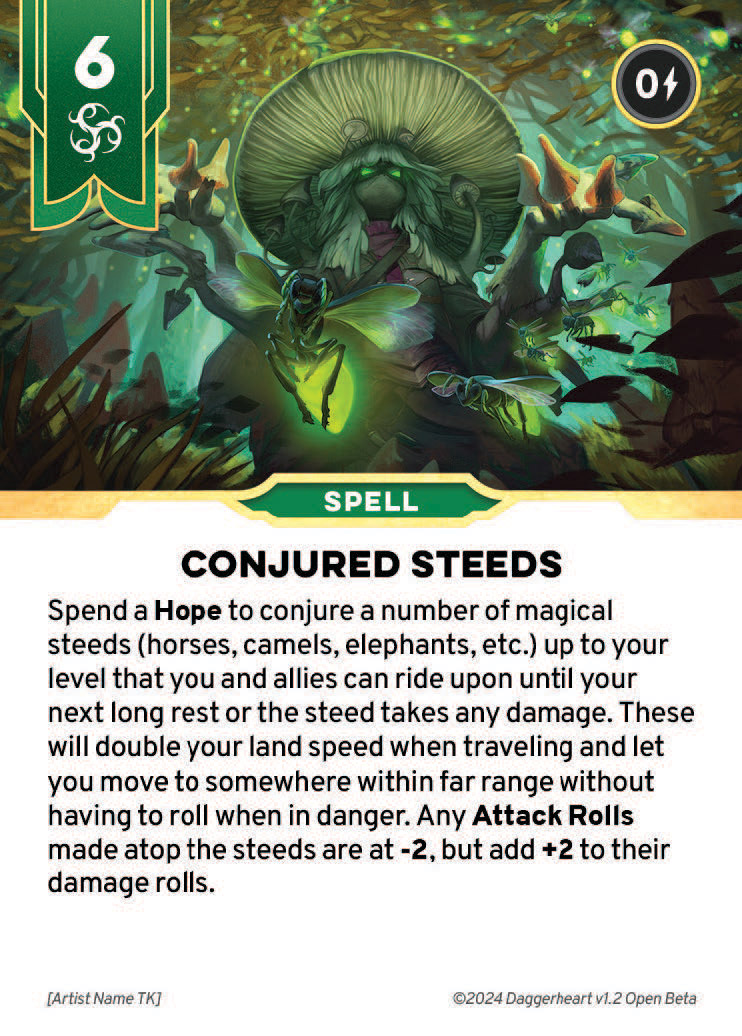 6
0
SPELL
CONJURED STEEDS
Spend a Hope to conjure a number of magical
steeds (horses, camels, elephants, etc.) up to your
level that you and allies can ride upon until your
next long rest or the steed takes any damage. These
will double your land speed when traveling and let
you move to somewhere within far range without
having to roll when in danger. Any Attack Rolls
made atop the steeds are at -2, but add +2 to their
damage rolls.
[Artist Name TK]
©2024 Daggerheart v1.2 Open Beta